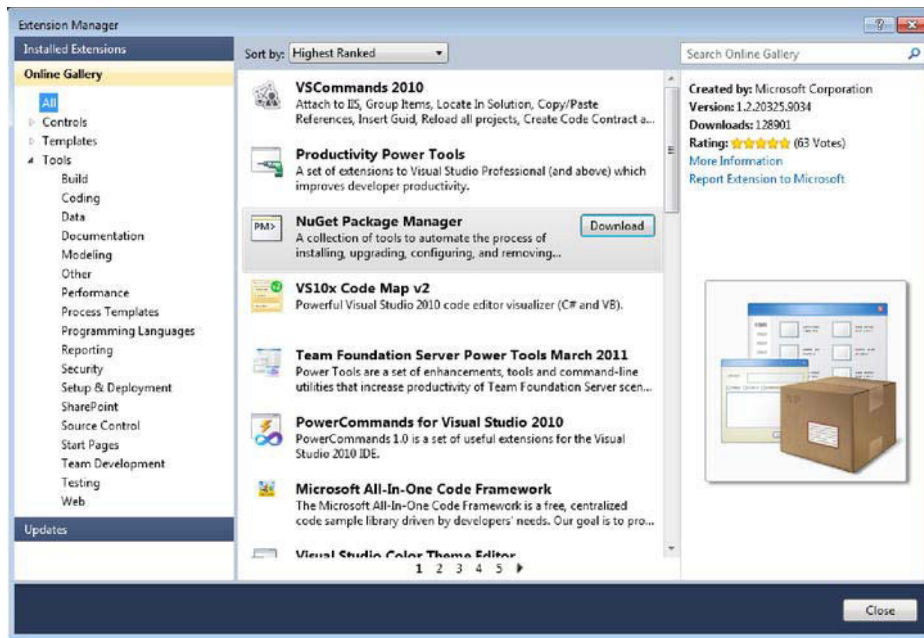 Extension Manager
Installed Extensions
Online Gallery
All
Controls
Templates
Tools
Build
Coding
Data
Documentation
Modeling
Other
Performance
Process Templates
Programming Languages
Reporting
Security
Setup & Deployment
SharePoint
Source Control
Start Pages
Team Development
Testing
Web
Updates
Sort by: Highest Ranked
VSCommands 2010
Attach to IIS, Group Items, Locate In Solution, Copy/Paste
References, Insert Guid, Reload all projects, Create Code Contract a...
Productivity Power Tools
A set of extensions to Visual Studio Professional (and above) which
improves developer productivity.
PM>
NuGet Package Manager
Download
A collection of tools to automate the process of
installing, upgrading, configuring, and removing...
VS10x Code Map v2
Powerful Visual Studio 2010 code editor visualizer (C# and VB).
Team Foundation Server Power Tools March 2011
Power Tools are a set of enhancements, tools and command-line
utilities that increase productivity of Team Foundation Server scen...
PowerCommands for Visual Studio 2010
PowerCommands 1.0 is a set of useful extensions for the Visual
Studio 2010 IDE.
Microsoft All-In-One Code Framework
The Microsoft All-In-One Code Framework is a free, centralized
code sample library driven by developers' needs. Our goal is to pro...
Visual Studio Color Theme Editor
1 2 3 4 5
Search Online Gallery
Created by: Microsoft Corporation
Version: 1.2.20325.9034
Downloads: 128901
Rating: (63 Votes)
More Information
Report Extension to Microsoft
Close